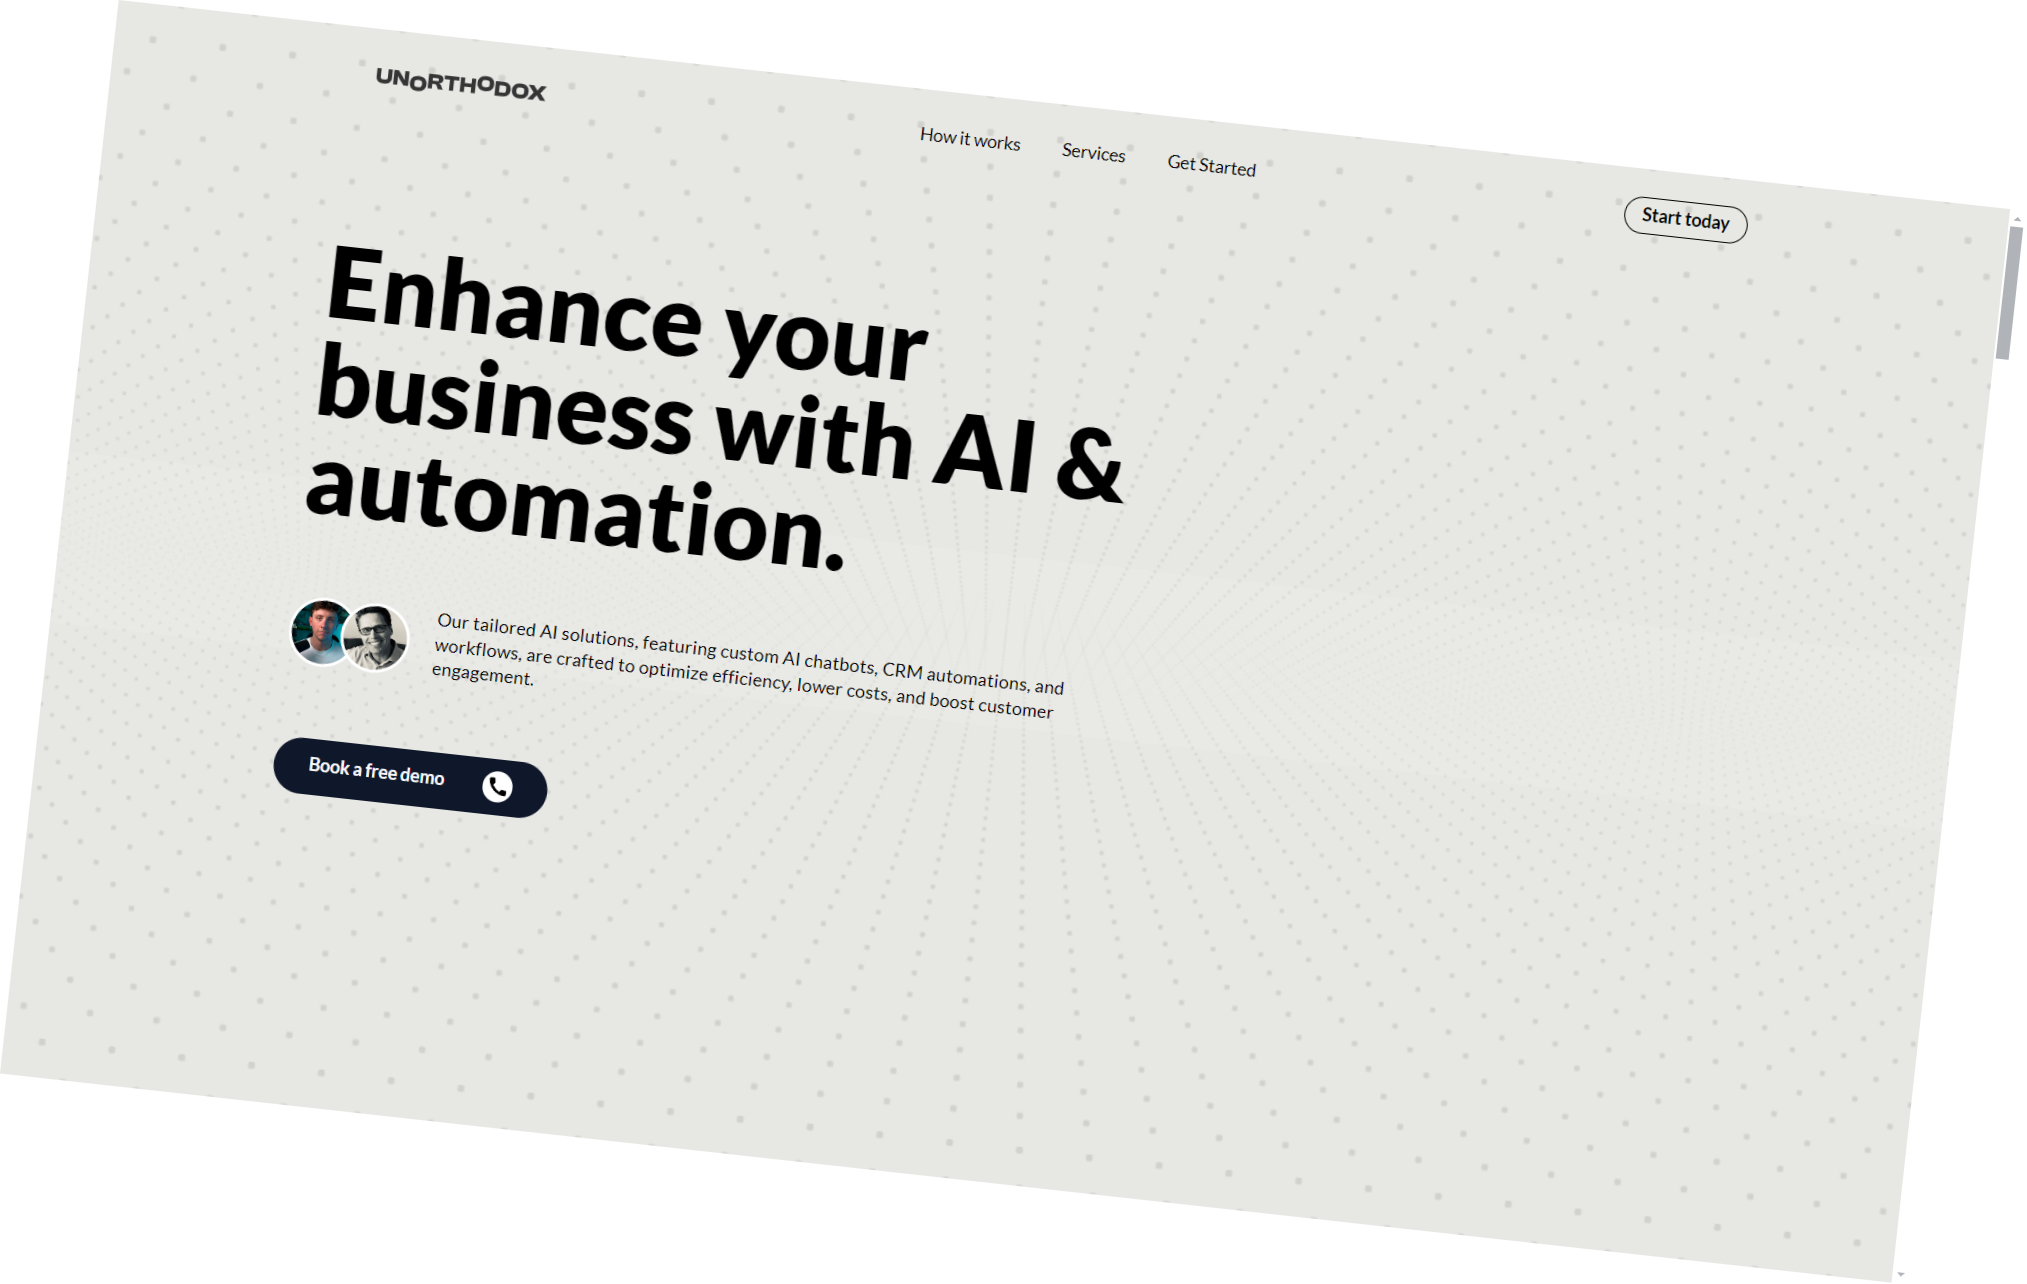 UNORTHODOX
How it works
Services
Get Started
Start today
Enhance your
business with AI &
automation.
Our tailored AI solutions, featuring custom AI chatbots, CRM automations, and
workflows, are crafted to optimize efficiency, lower costs, and boost customer
engagement.
Book a free demo